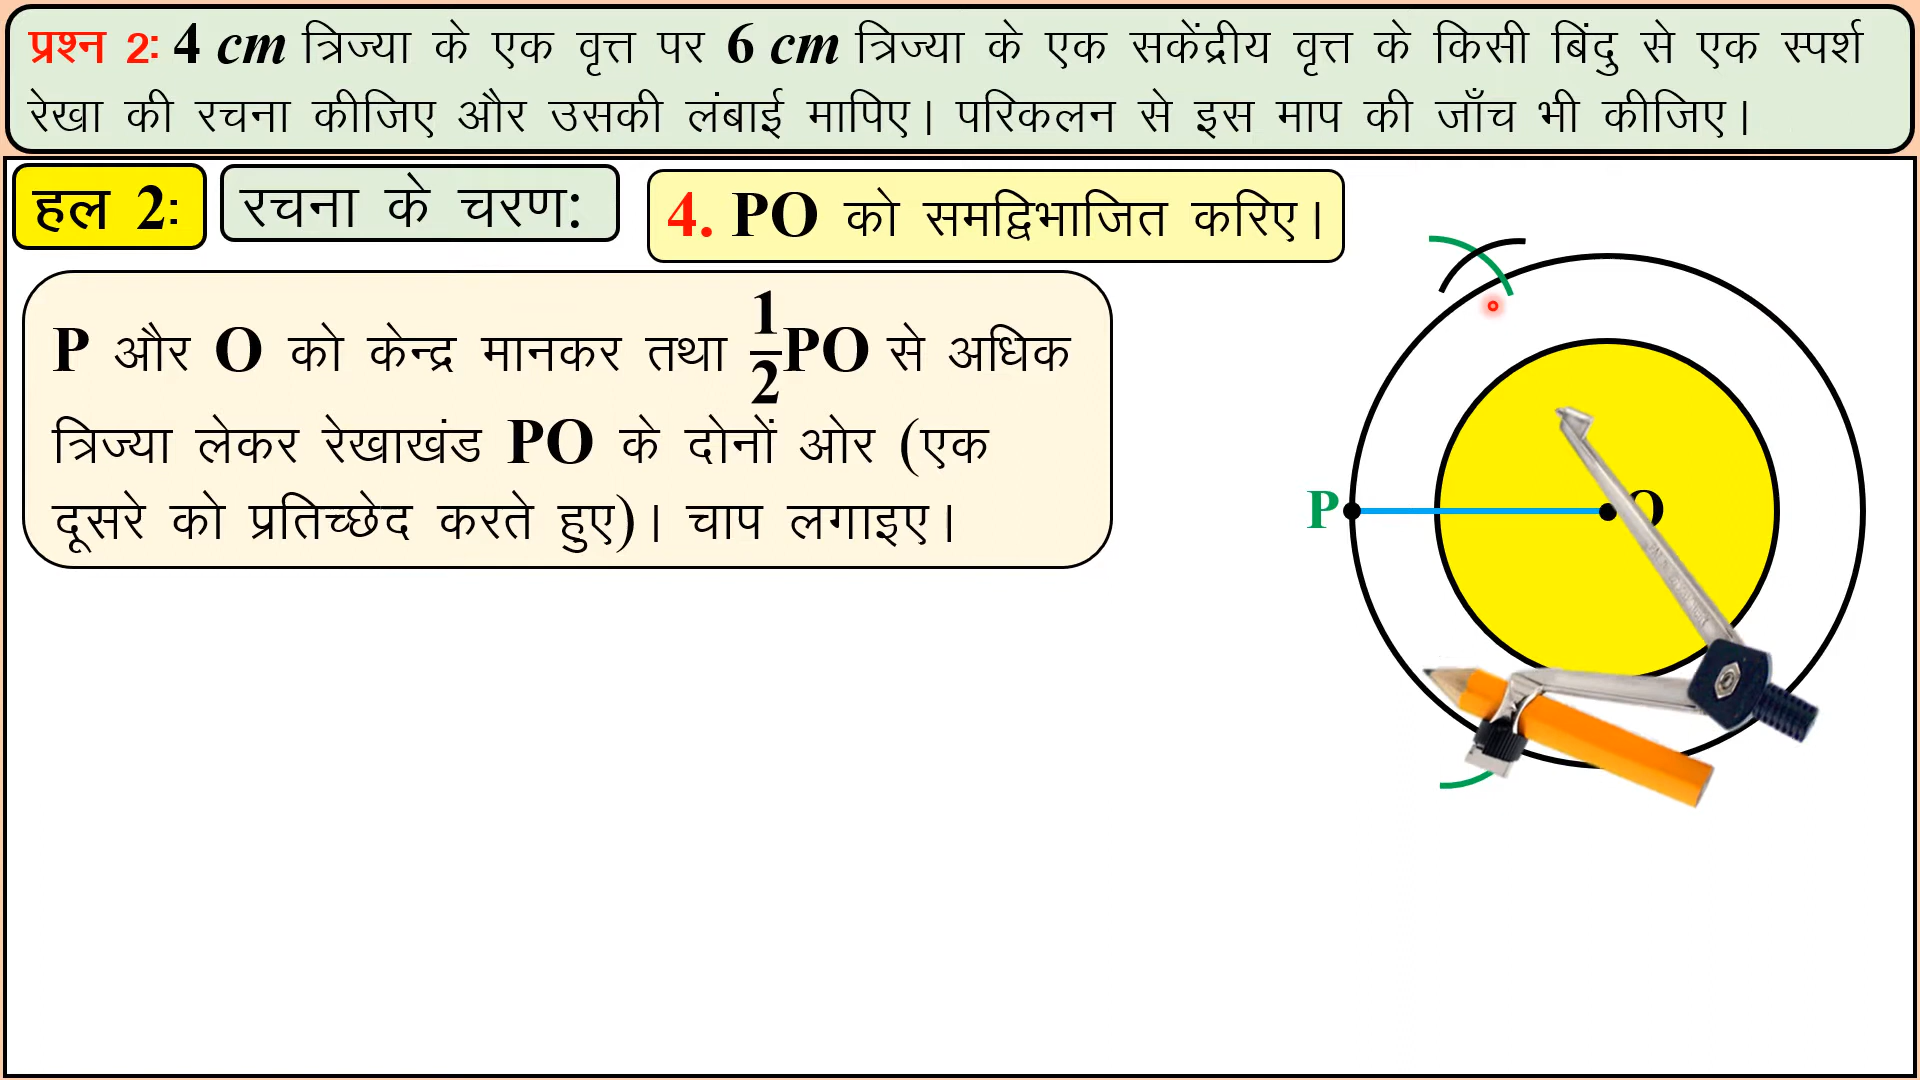 प्रश्न 2: 4 cm त्रिज्या के एक वृत्त पर 6 cm त्रिज्या के एक सकेंद्रीय वृत्त के किसी बिंदु से एक स्पर्श
रेखा की रचना कीजिए और उसकी लंबाई मापिए। परिकलन से इस माप की जाँच भी कीजिए।
हल 2: रचना के चरण: 4. PO को समद्विभाजित करिए।
P और O को केन्द्र मानकर तथा 1/2 PO से अधिक
त्रिज्या लेकर रेखाखंड PO के दोनों ओर (एक
दूसरे को प्रतिच्छेद करते हुए)। चाप लगाइए।
P O